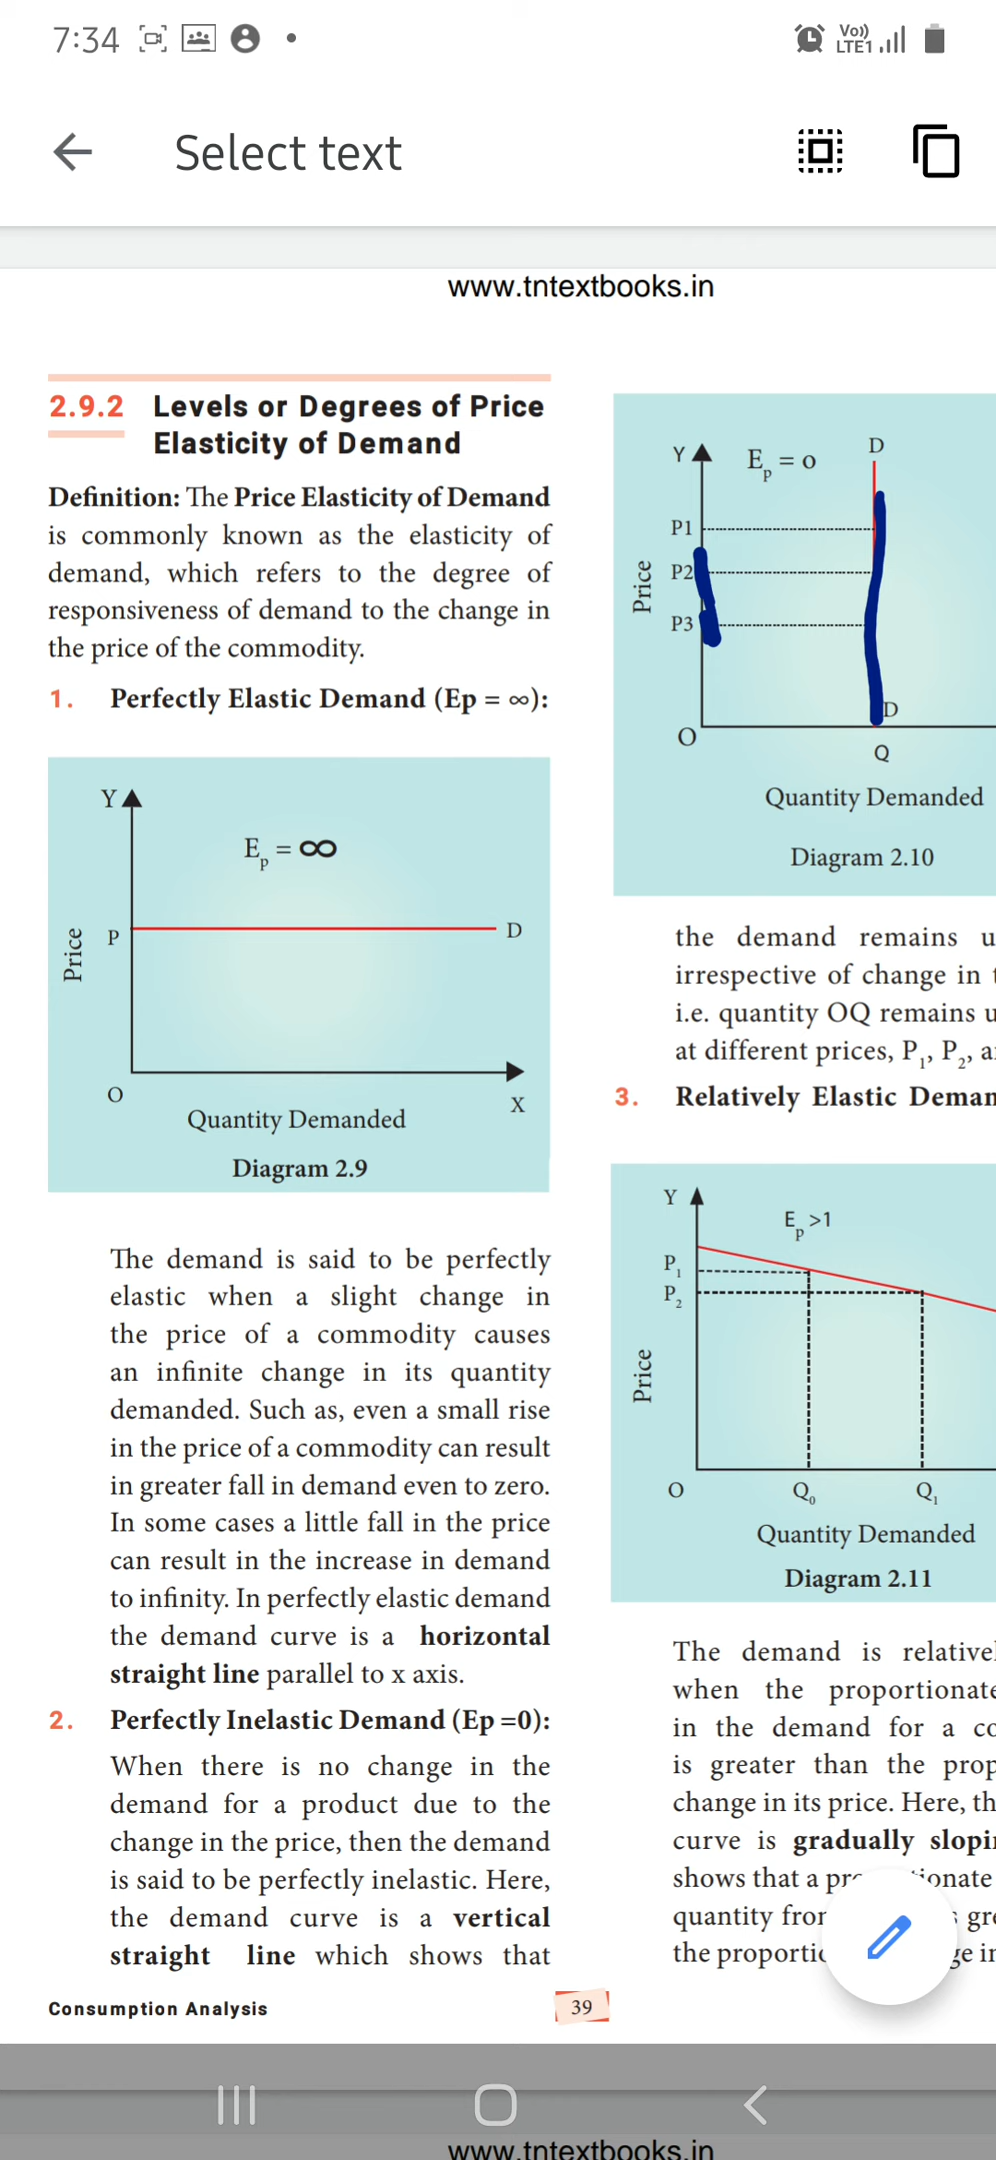 7:34
Vo))
LTE1
Select text
www.tntextbooks.in
2.9.2 Levels or Degrees of Price
Elasticity of Demand
Definition: The Price Elasticity of Demand
is commonly known as the elasticity of
demand, which refers to the degree of
responsiveness of demand to the change in
the price of the commodity.
1. Perfectly Elastic Demand (Ep = ∞):
Y
Ep = ∞
Price
P
D
O
X
Quantity Demanded
Diagram 2.9
The demand is said to be perfectly
elastic when a slight change in
the price of a commodity causes
an infinite change in its quantity
demanded. Such as, even a small rise
in the price of a commodity can result
in greater fall in demand even to zero.
In some cases a little fall in the price
can result in the increase in demand
to infinity. In perfectly elastic demand
the demand curve is a horizontal
straight line parallel to x axis.
2. Perfectly Inelastic Demand (Ep =0):
When there is no change in the
demand for a product due to the
change in the price, then the demand
is said to be perfectly inelastic. Here,
the demand curve is a vertical
straight line which shows that
Y
Ep = o
D
P1
P2
P3
Price
O
D
Q
Quantity Demanded
Diagram 2.10
the demand remains
irrespective of change in
i.e. quantity OQ remains
at different prices, P1, P2,
3. Relatively Elastic
Y
Ep >1
P1
P2
Price
O
Q0
Q1
Quantity Demanded
Diagram 2.11
The demand is
when the
in the demand for a
is greater than the
change in its price. Here,
curve is gradually
shows that a
quantity
the
Consumption Analysis
39
www.tntextbooks.in